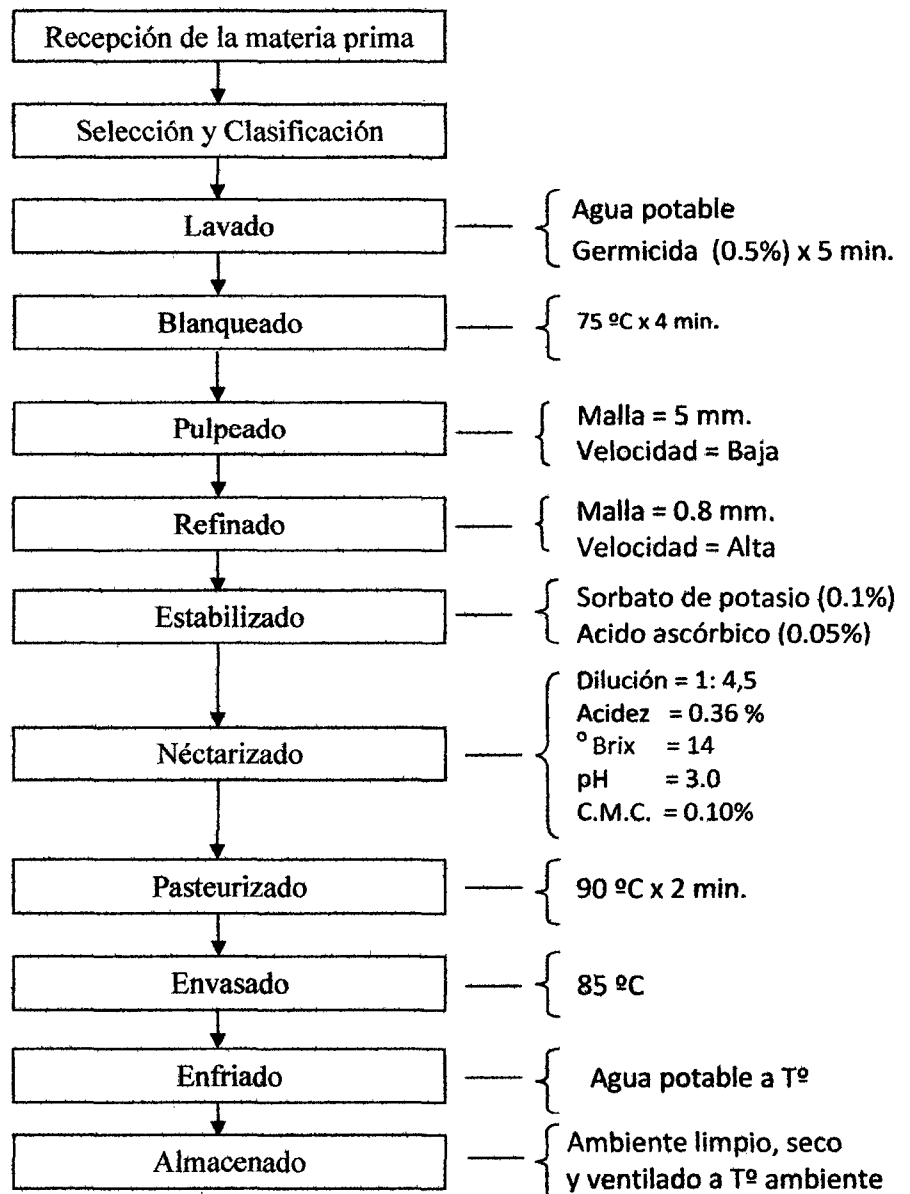 Recepción de la materia prima
Selección y Clasificación
Lavado
Agua potable
Germicida (0.5%) x 5 min.
Blanqueado
75 ºC x 4 min.
Pulpeado
Malla = 5 mm.
Velocidad = Baja
Refinado
Malla = 0.8 mm.
Velocidad = Alta
Estabilizado
Sorbato de potasio (0.1%)
Acido ascórbico (0.05%)
Néctarizado
Dilución = 1: 4,5
Acidez = 0.36 %
° Brix = 14
pH = 3.0
C.M.C. = 0.10%
Pasteurizado
90 ºC x 2 min.
Envasado
85 ºC
Enfriado
Agua potable a Tº
Almacenado
Ambiente limpio, seco
y ventilado a Tº ambiente